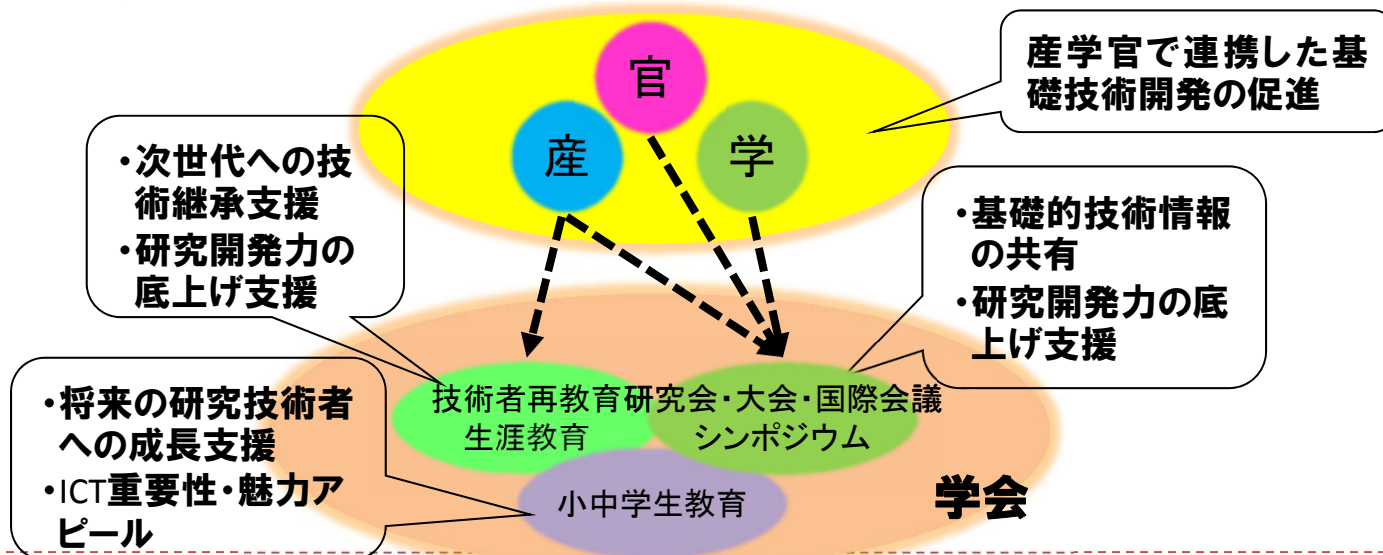 官
産
学
産学官で連携した基
礎技術開発の促進
・次世代への技
術継承支援
・研究開発力の
底上げ支援
・基礎的技術情報
の共有
・研究開発力の底
上げ支援
技術者再教育
生涯教育
研究会・大会・国際会議
シンポジウム
・将来の研究技術者
への成長支援
・ICT重要性・魅力ア
ピール
小中学生教育
学会